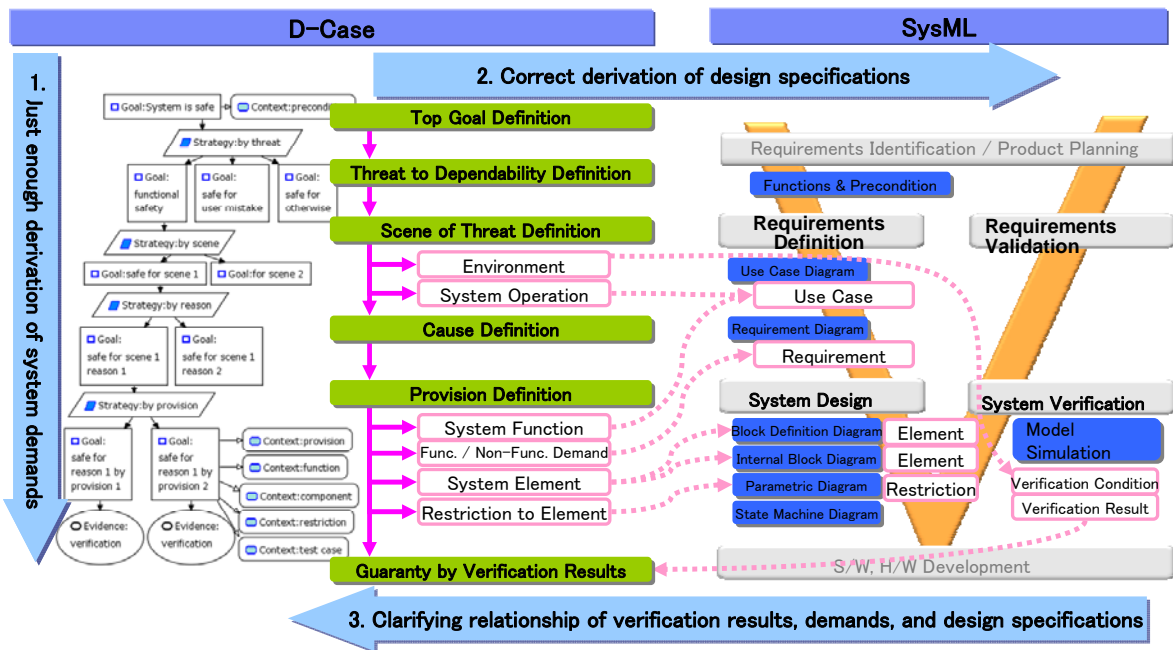 D-Case
SysML
1. Just enough derivation of system demands
2. Correct derivation of design specifications
Goal:System is safe
Strategy:by threat
Goal:
functional
safety
Goal:
safe for
user mistake
Goal:
safe for
otherwise
Strategy:by scene
Goal:safe for scene 1
Goal:for scene 2
Strategy:by reason
Goal:
safe for scene 1
reason 1
Goal:
safe for scene 1
reason 2
Strategy:by provision
Goal:
safe for
reason 1 by
provision 1
Goal:
safe for
reason 1 by
provision 2
Context:provision
Context:function
Context:component
Context:restriction
Context:test case
Evidence:
verification
Evidence:
verification
Top Goal Definition
Threat to Dependability Definition
Scene of Threat Definition
Environment
System Operation
Cause Definition
Provision Definition
System Function
Func. / Non-Func. Demand
System Element
Restriction to Element
Guaranty by Verification Results
Requirements Identification / Product Planning
Functions & Precondition
Requirements
Definition
Requirements
Validation
Use Case Diagram
Use Case
Requirement Diagram
Requirement
System Design
System Verification
Block Definition Diagram
Element
Internal Block Diagram
Element
Parametric Diagram
Restriction
State Machine Diagram
Model
Simulation
Verification Condition
Verification Result
S/W, H/W Development
3. Clarifying relationship of verification results, demands, and design specifications